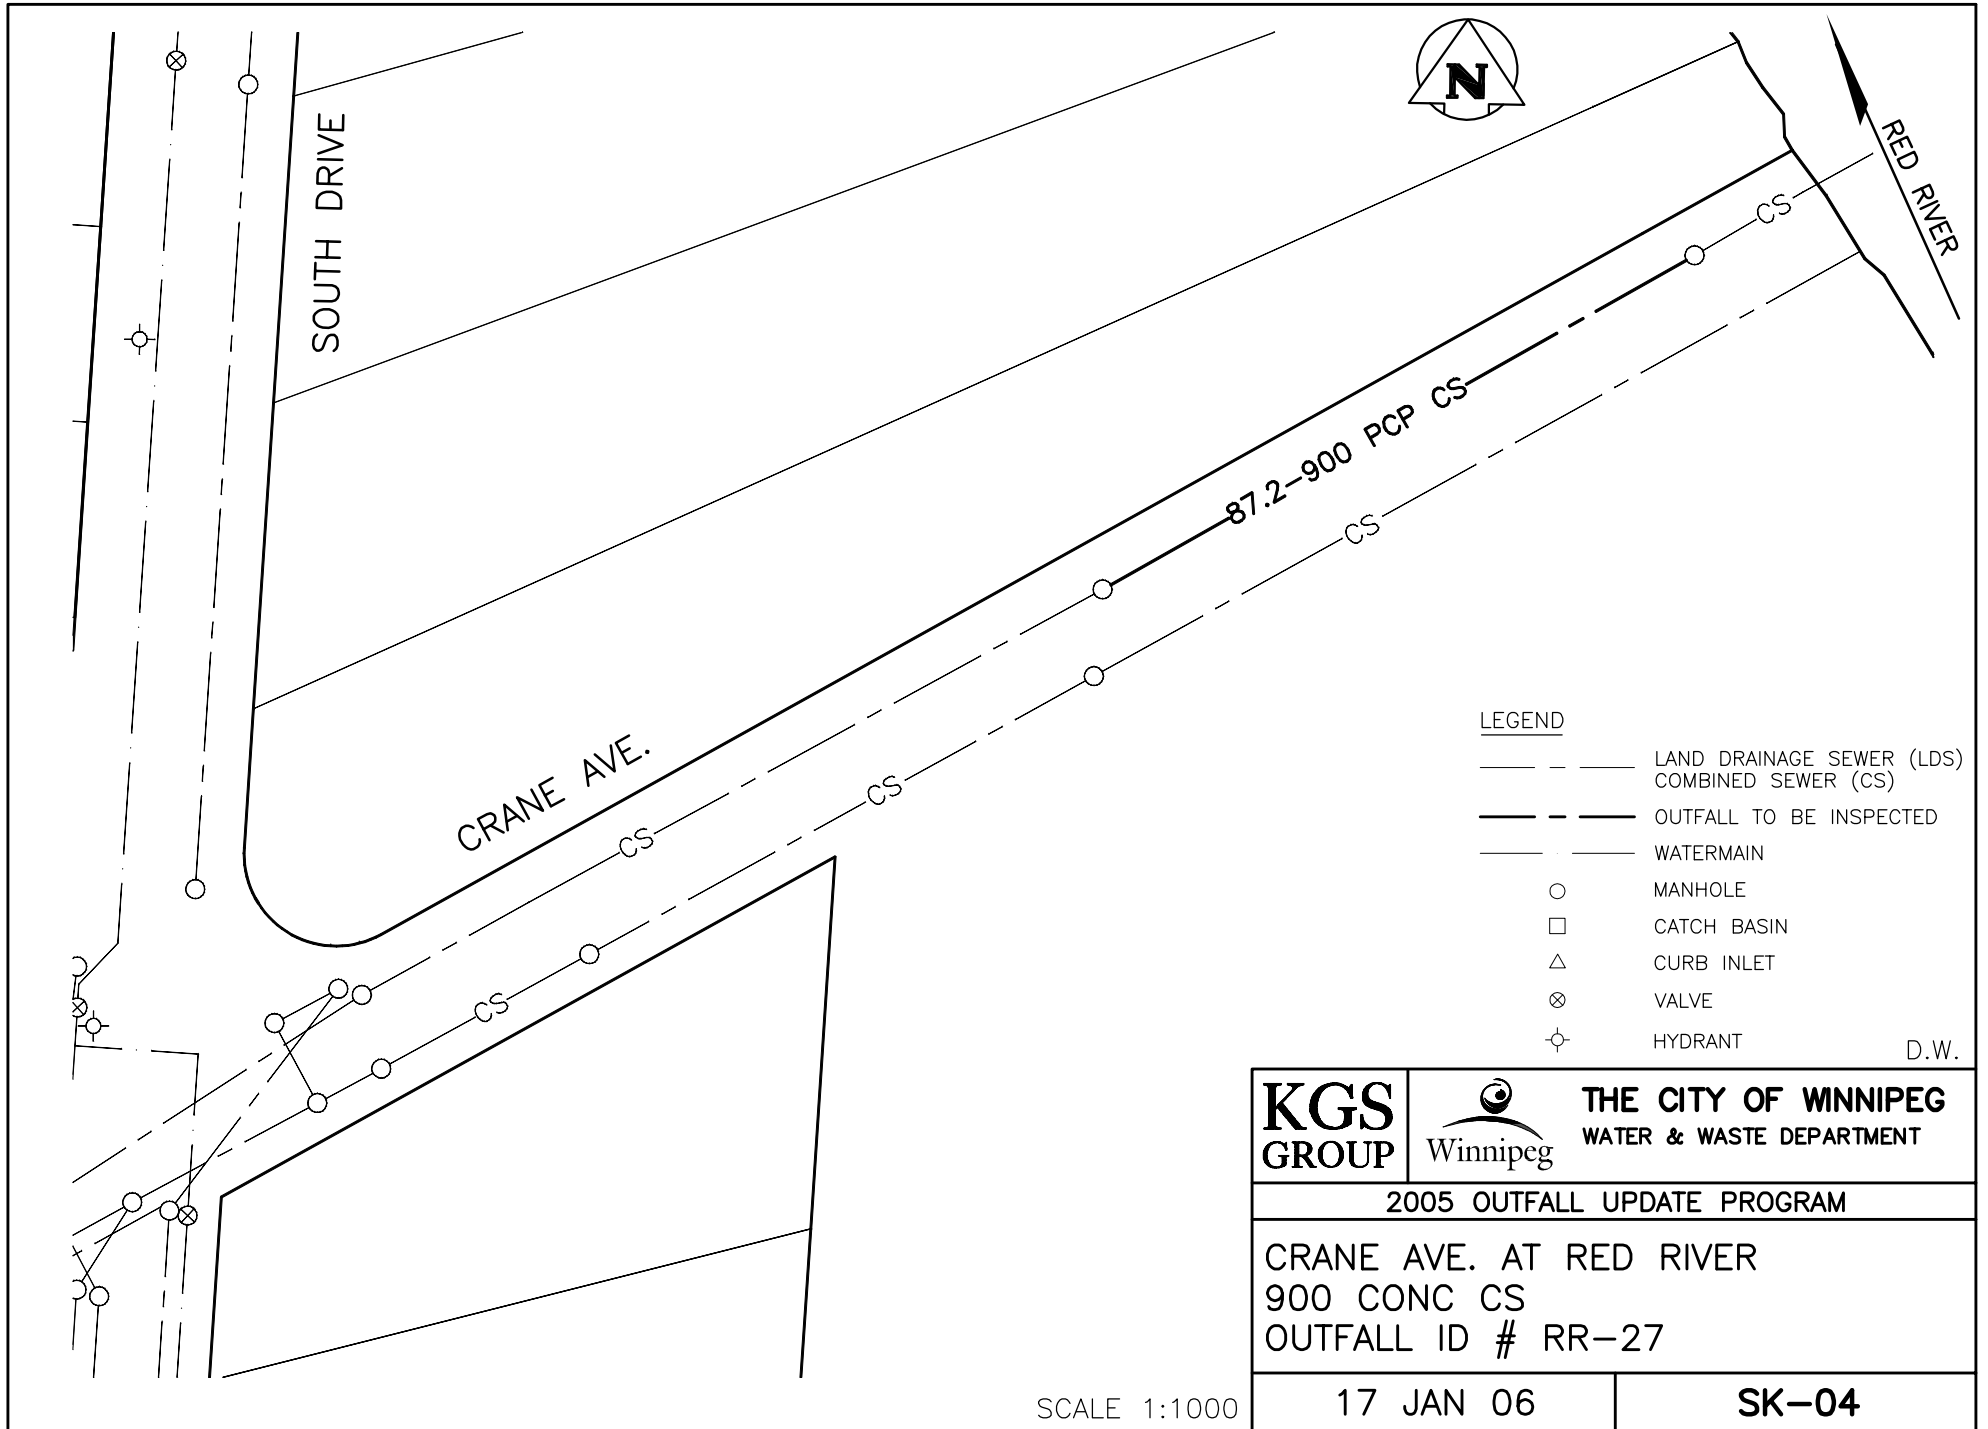 N
RED RIVER
SOUTH DRIVE
CS
87.2-900 PCP CS
CS
CRANE AVE.
CS
CS
CS
LEGEND
LAND DRAINAGE SEWER (LDS)
COMBINED SEWER (CS)
OUTFALL TO BE INSPECTED
WATERMAIN
MANHOLE
CATCH BASIN
CURB INLET
VALVE
HYDRANT
D.W.
KGS
GROUP
Winnipeg
THE CITY OF WINNIPEG
WATER & WASTE DEPARTMENT
2005 OUTFALL UPDATE PROGRAM
CRANE AVE. AT RED RIVER
900 CONC CS
OUTFALL ID # RR-27
SCALE 1:1000
17 JAN 06
SK-04